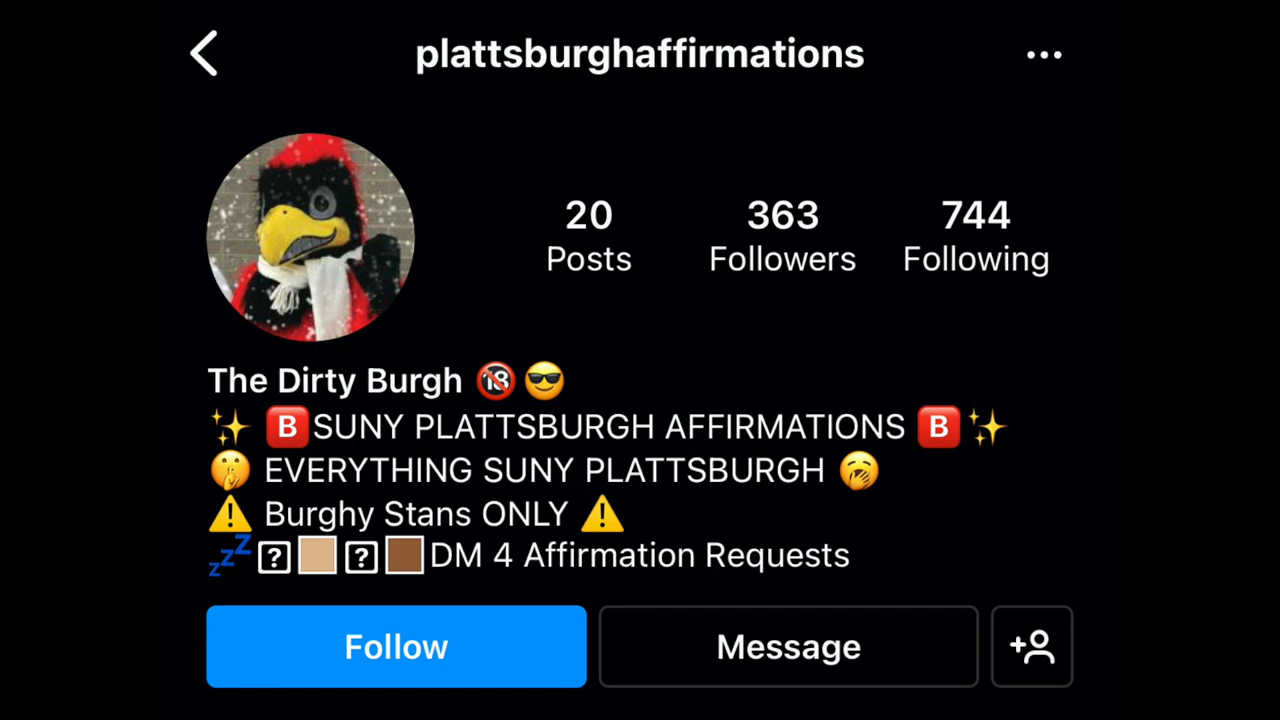 plattsburghaffirmations
20 363 744
Posts Followers Following
The Dirty Burgh 🔞😎
✨ 🅱️SUNY PLATTSBURGH AFFIRMATIONS 🅱️✨
🤫 EVERYTHING SUNY PLATTSBURGH 🥱
⚠️ Burghy Stans ONLY ⚠️
💤⍰🏼⍰🏾DM 4 Affirmation Requests
Follow Message